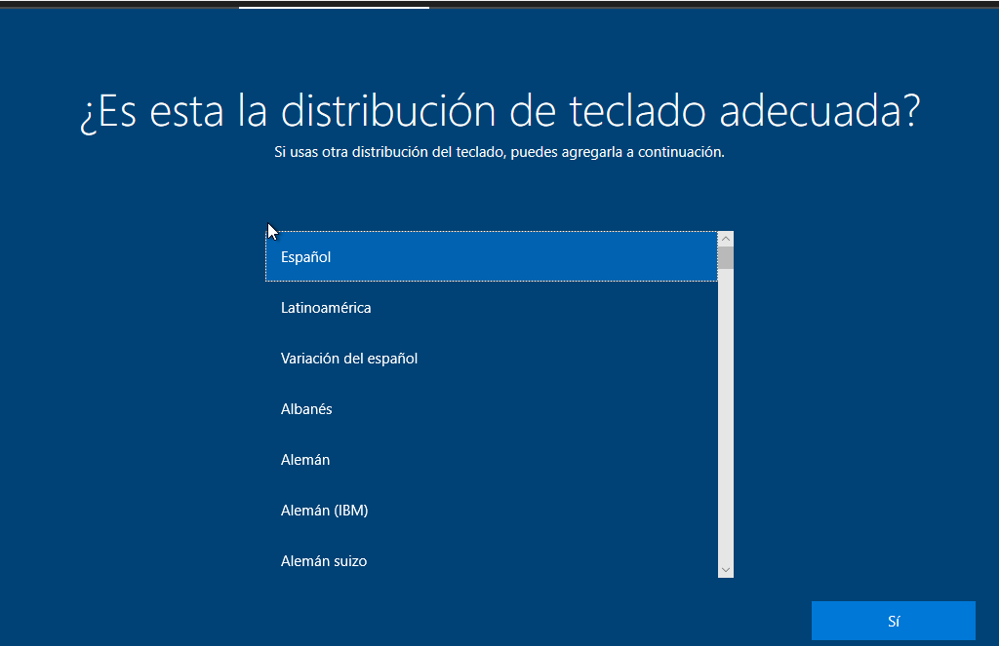 ¿Es esta la distribución de teclado adecuada?
Si usas otra distribución del teclado, puedes agregarla a continuación.
Español
Latinoamérica
Variación del español
Albanés
Alemán
Alemán (IBM)
Alemán suizo
Sí